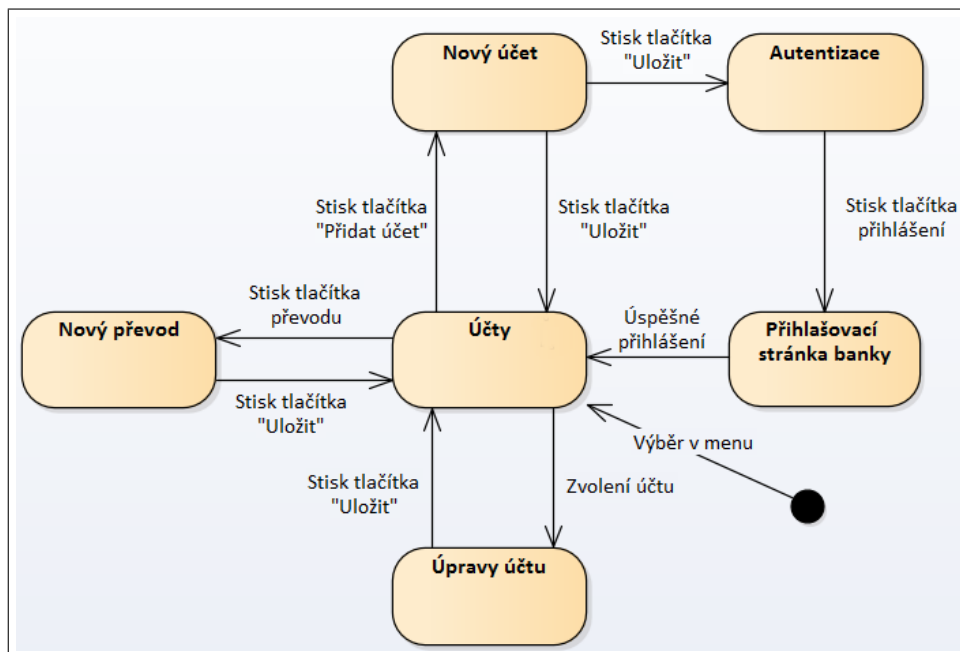 Nový účet
Stisk tlačítka
"Uložit"
Autentizace
Stisk tlačítka
"Přidat účet"
Stisk tlačítka
"Uložit"
Stisk tlačítka
přihlášení
Nový převod
Stisk tlačítka
převodu
Účty
Úspěšné
přihlášení
Přihlašovací
stránka banky
Stisk tlačítka
"Uložit"
Výběr v menu
Stisk tlačítka
"Uložit"
Zvolení účtu
Úpravy účtu